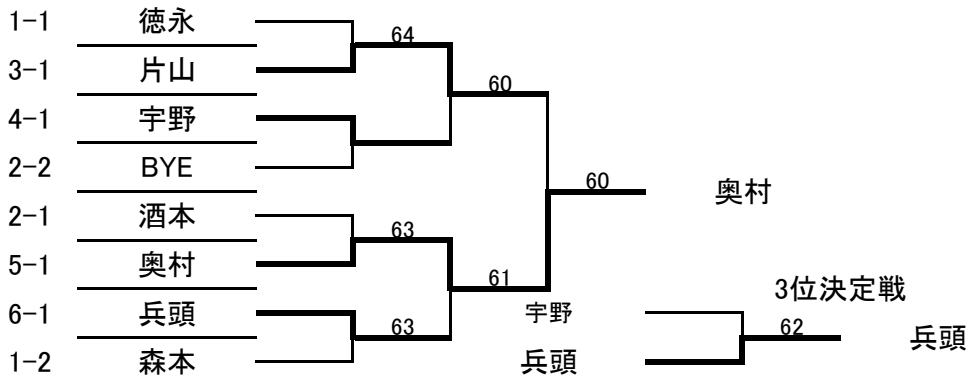 1-1 徳永
64
3-1 片山
60
4-1 宇野
2-2 BYE
60 奥村
2-1 酒本
63
5-1 奥村
61
3位決定戦
6-1 兵頭
宇野
63
62 兵頭
1-2 森本
兵頭